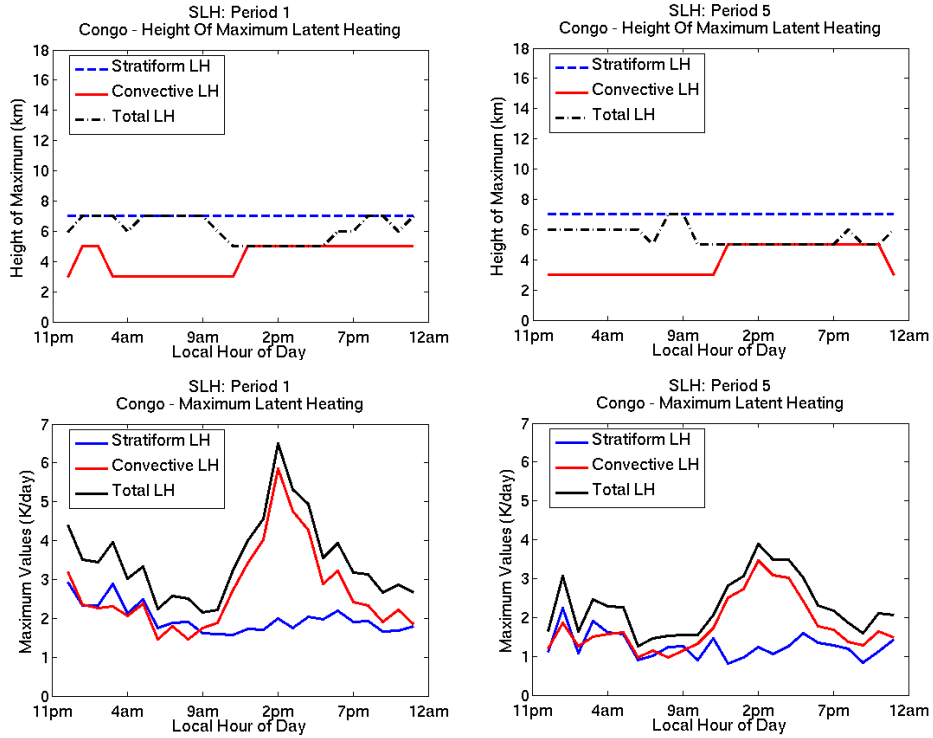 SLH: Period 1
Congo - Height Of Maximum Latent Heating
18
16
14
12
10
8
6
4
2
0
Height of Maximum (km)
Stratiform LH
Convective LH
Total LH
11pm 4am 9am 2pm 7pm 12am
Local Hour of Day
SLH: Period 5
Congo - Height Of Maximum Latent Heating
18
16
14
12
10
8
6
4
2
0
Height of Maximum (km)
Stratiform LH
Convective LH
Total LH
11pm 4am 9am 2pm 7pm 12am
Local Hour of Day
SLH: Period 1
Congo - Maximum Latent Heating
7
6
5
4
3
2
1
0
Maximum Values (K/day)
Stratiform LH
Convective LH
Total LH
11pm 4am 9am 2pm 7pm 12am
Local Hour of Day
SLH: Period 5
Congo - Maximum Latent Heating
7
6
5
4
3
2
1
0
Maximum Values (K/day)
Stratiform LH
Convective LH
Total LH
11pm 4am 9am 2pm 7pm 12am
Local Hour of Day